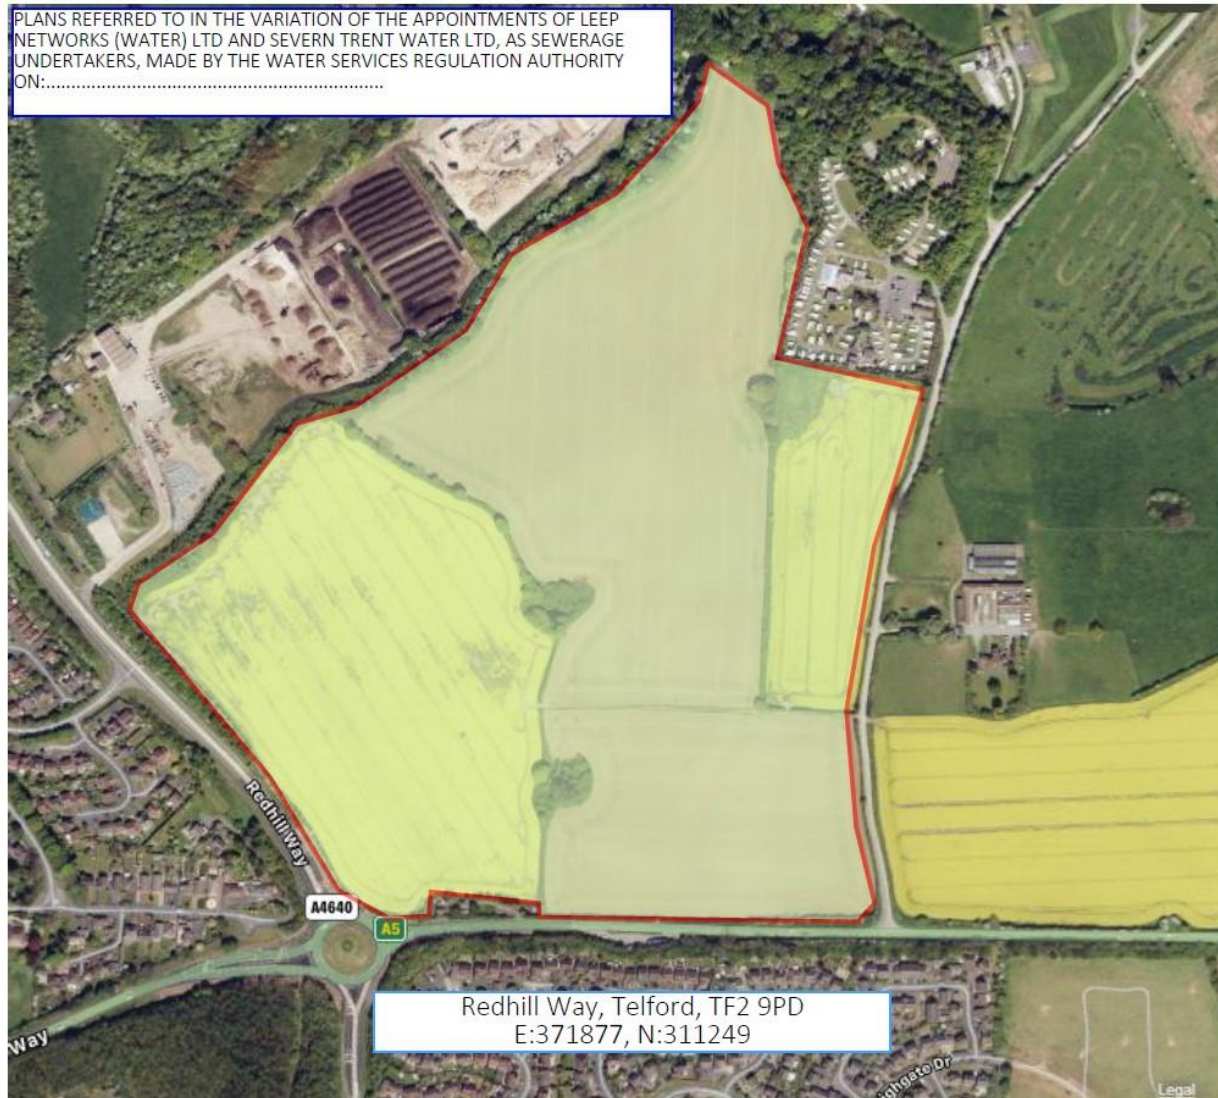 PLANS REFERRED TO IN THE VARIATION OF THE APPOINTMENTS OF LEEP
NETWORKS (WATER) LTD AND SEVERN TRENT WATER LTD, AS SEWERAGE
UNDERTAKERS, MADE BY THE WATER SERVICES REGULATION AUTHORITY
ON:...................................................................
Redhill Way
A4640
A5
Redhill Way, Telford, TF2 9PD
E:371877, N:311249
Way
ighgate Dr
Legal